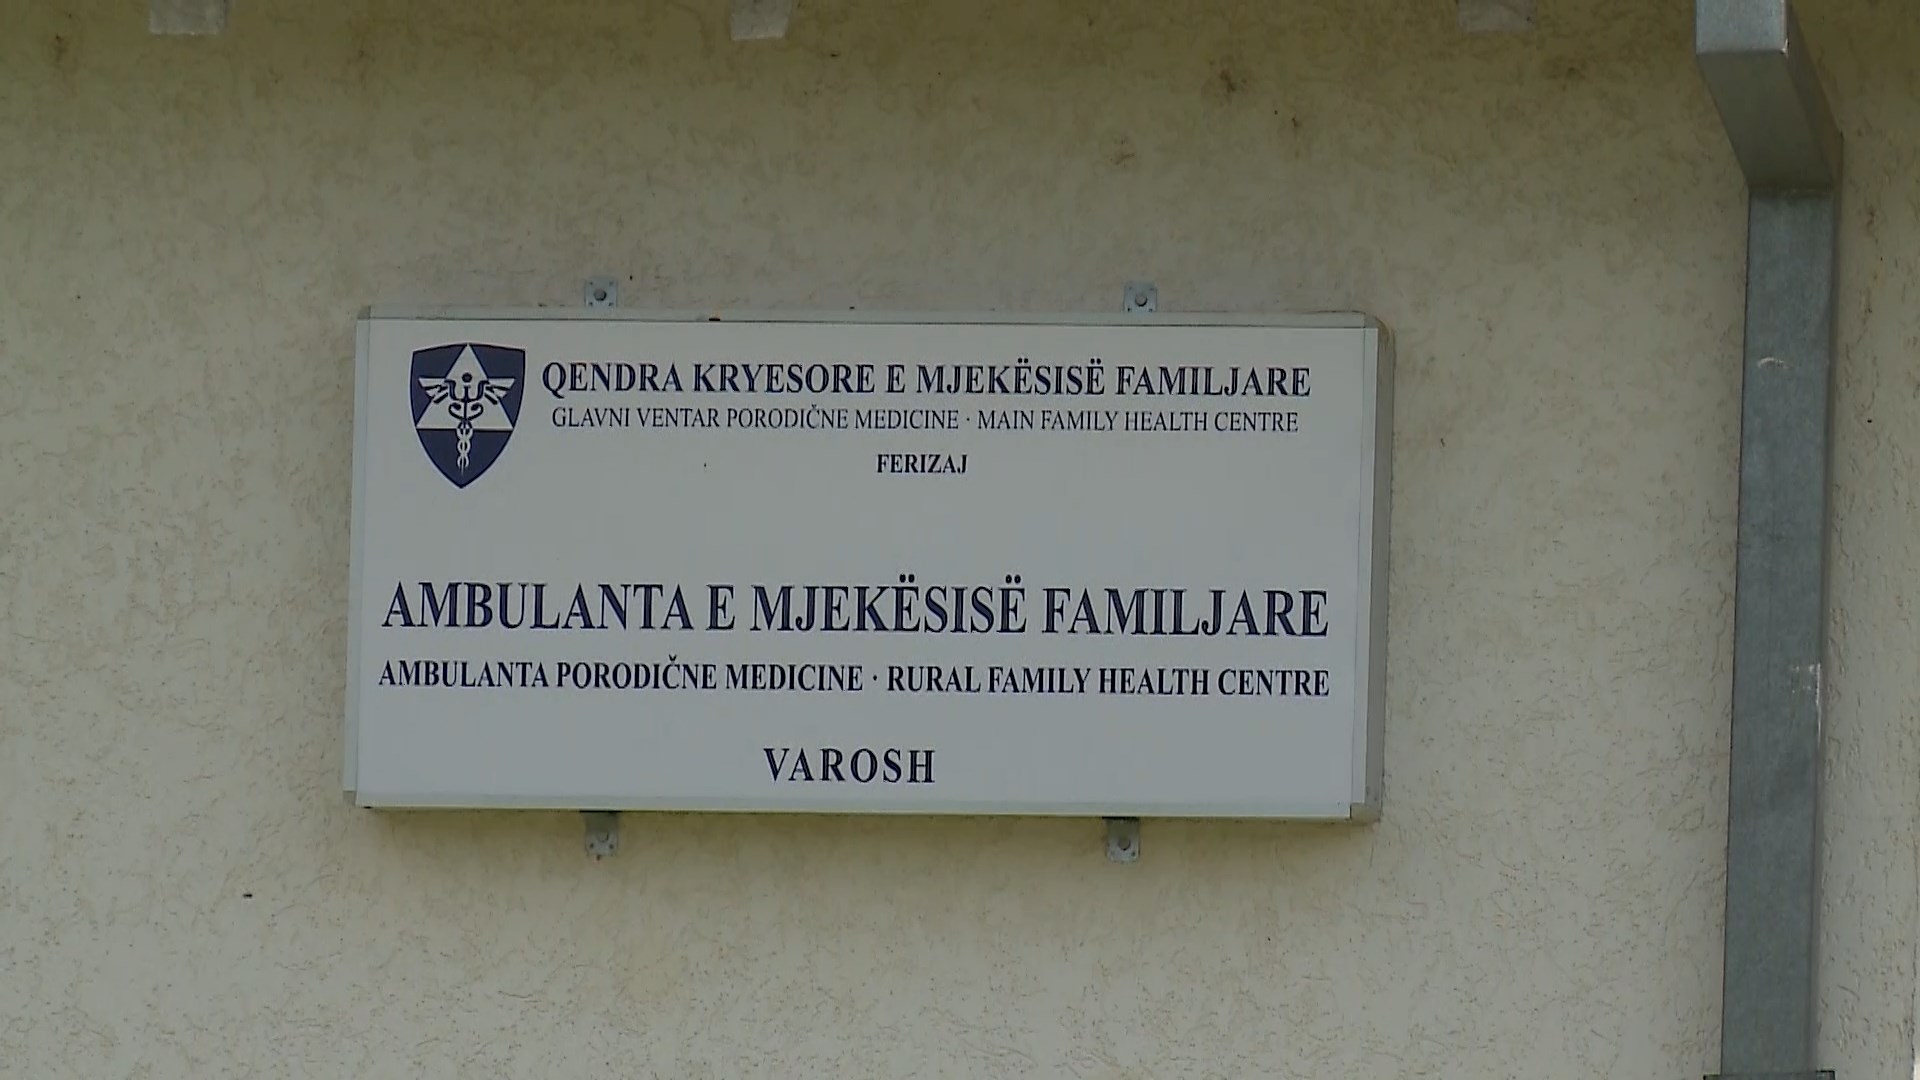 QENDRA KRYESORE E MJEKËSISË FAMILJARE
GLAVNI VENTAR PORODIČNE MEDICINE · MAIN FAMILY HEALTH CENTRE
FERIZAJ
AMBULANTA E MJEKËSISË FAMILJARE
AMBULANTA PORODIČNE MEDICINE · RURAL FAMILY HEALTH CENTRE
VAROSH